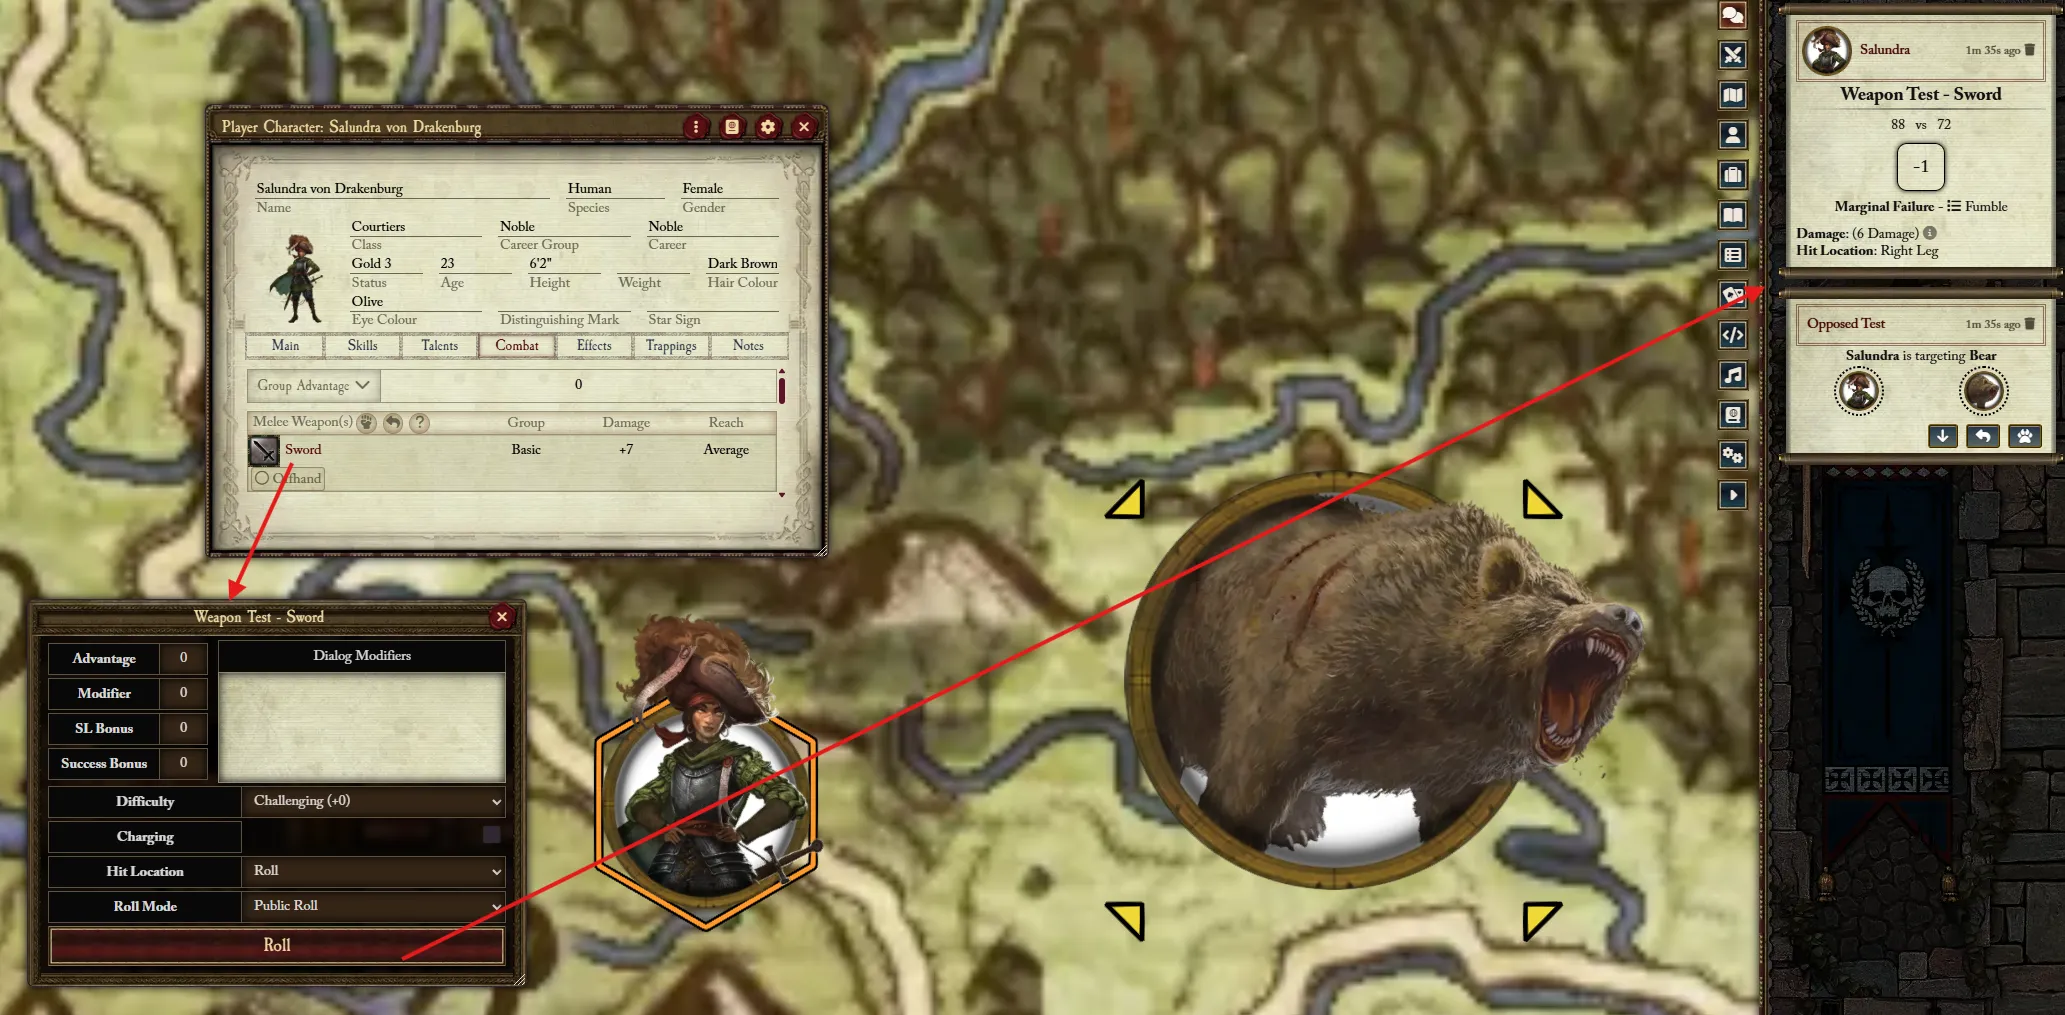 Player Character: Salundra von Drakenburg
Salundra von Drakenburg Human Female
Name Species Gender
Courtiers Noble Noble
Class Career Group Career
Gold 3 23 6'2" Dark Brown
Status Age Height Weight Hair Colour
Olive
Eye Colour Distinguishing Mark Star Sign
Main Skills Talents Combat Effects Trappings Notes
Group Advantage 0
Melee Weapon(s) ? Group Damage Reach
Sword Basic +7 Average
Offhand
Weapon Test - Sword
Advantage 0 Dialog Modifiers
Modifier 0
SL Bonus 0
Success Bonus 0
Difficulty Challenging (+0)
Charging
Hit Location Roll
Roll Mode Public Roll
Roll
Salundra 1m 35s ago
Weapon Test - Sword
88 vs 72
-1
Marginal Failure - Fumble
Damage: (6 Damage)
Hit Location: Right Leg
Opposed Test 1m 35s ago
Salundra is targeting Bear